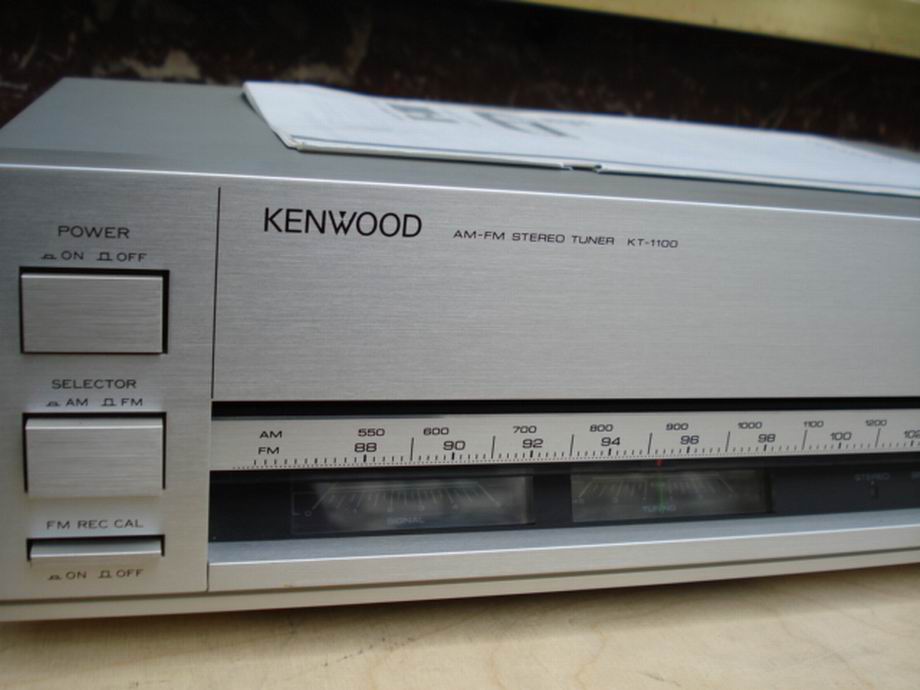 POWER
ON OFF
SELECTOR
AM FM
FM REC CAL
ON OFF
KENWOOD AM-FM STEREO TUNER KT-1100
AM 550 600 700 800 900 1000 1100 1200
FM 88 90 92 94 96 98 100 102
SIGNAL TUNING STEREO